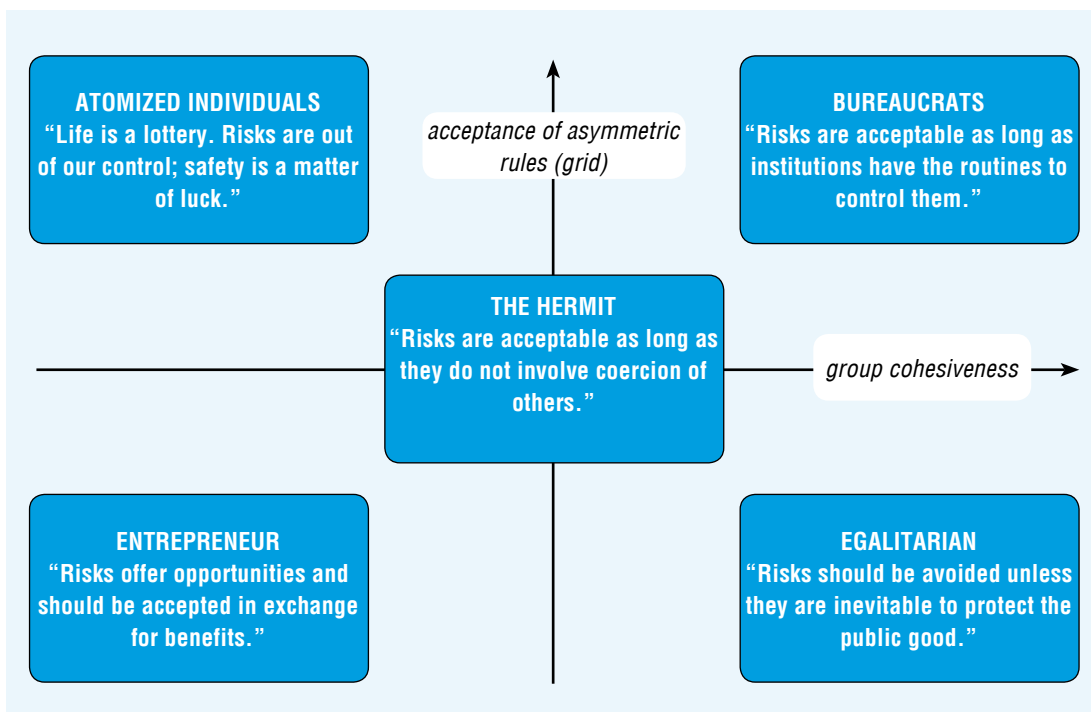 ATOMIZED INDIVIDUALS
“Life is a lottery. Risks are out
of our control; safety is a matter
of luck.”
acceptance of asymmetric
rules (grid)
BUREAUCRATS
“Risks are acceptable as long as
institutions have the routines to
control them.”
THE HERMIT
“Risks are acceptable as long as
they do not involve coercion of
others.”
group cohesiveness
ENTREPRENEUR
“Risks offer opportunities and
should be accepted in exchange
for benefits.”
EGALITARIAN
“Risks should be avoided unless
they are inevitable to protect the
public good.”